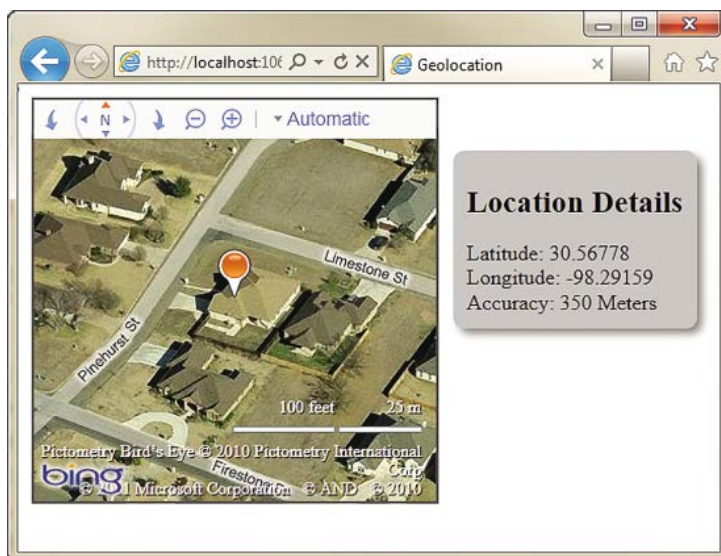 http://localhost:106
Geolocation
N
Automatic
Limestone St
Pinehurst St
100 feet
25 m
Pictometry Bird's Eye © 2010 Pictometry International
Corp
bing
Firestone
Microsoft Corporation © AND © 2010
Location Details
Latitude: 30.56778
Longitude: -98.29159
Accuracy: 350 Meters